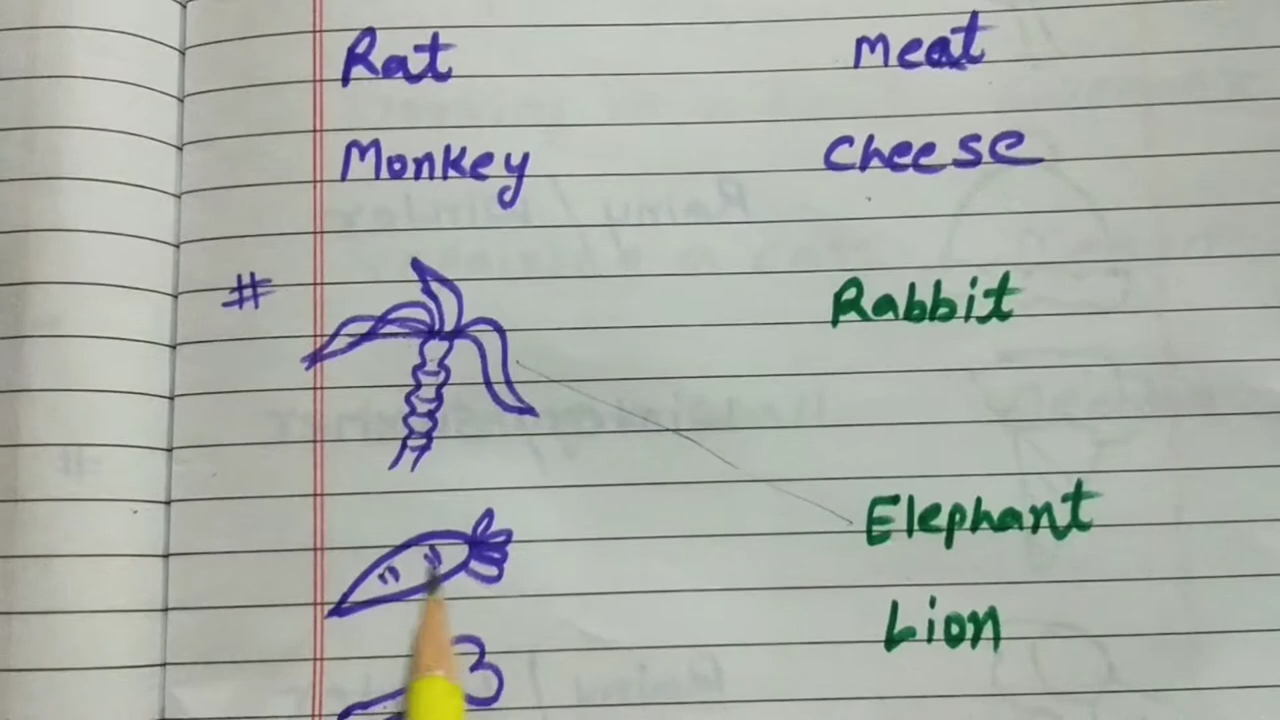 Rat Meat
Monkey Cheese
# Rabbit
Elephant
Lion